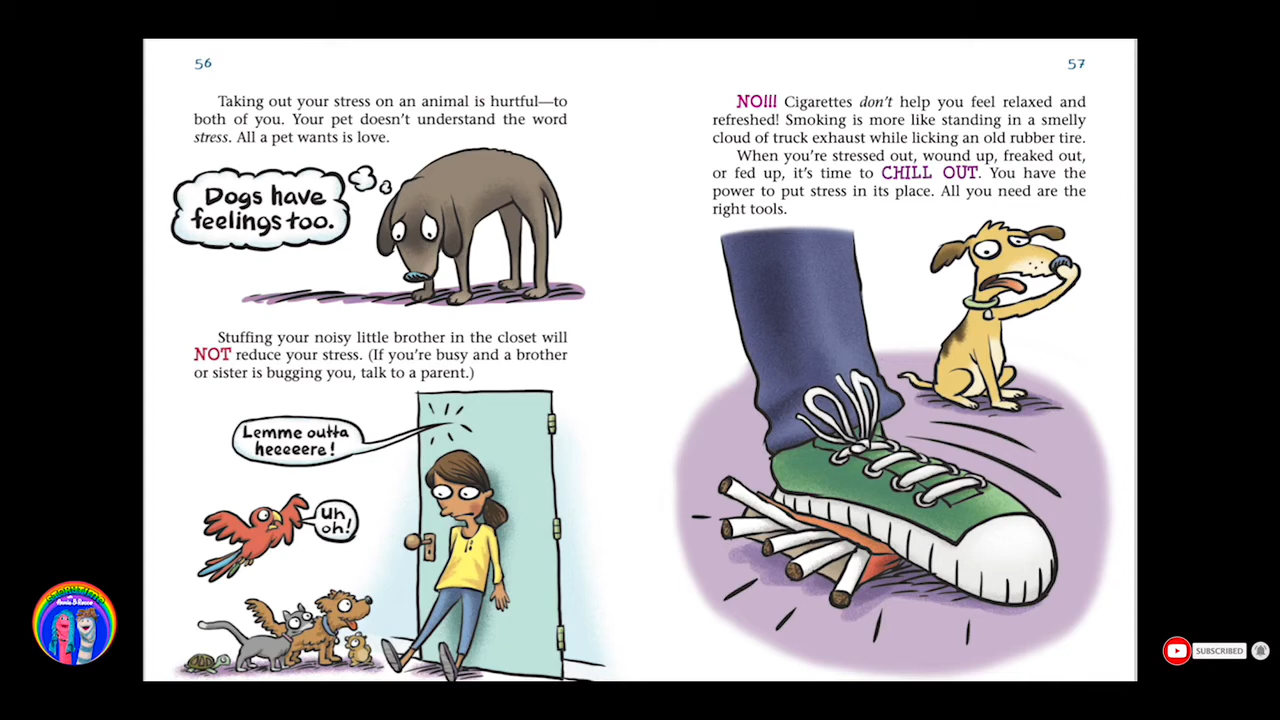 56
Taking out your stress on an animal is hurtful—to
both of you. Your pet doesn't understand the word
stress. All a pet wants is love.
Dogs have
feelings too.
Stuffing your noisy little brother in the closet will
NOT reduce your stress. (If you're busy and a brother
or sister is bugging you, talk to a parent.)
Lemme outta
heeeere!
Uh
oh!
57
NO!!! Cigarettes don't help you feel relaxed and
refreshed! Smoking is more like standing in a smelly
cloud of truck exhaust while licking an old rubber tire.
When you're stressed out, wound up, freaked out,
or fed up, it's time to CHILL OUT. You have the
power to put stress in its place. All you need are the
right tools.
STORYTIME
Annie & Rocco
SUBSCRIBED